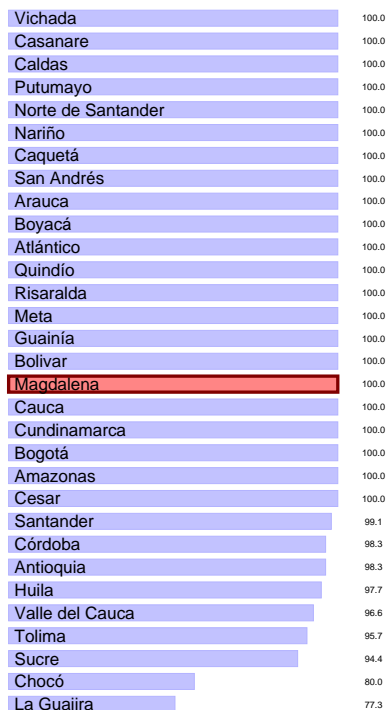 Vichada 100.0
Casanare 100.0
Caldas 100.0
Putumayo 100.0
Norte de Santander 100.0
Nariño 100.0
Caquetá 100.0
San Andrés 100.0
Arauca 100.0
Boyacá 100.0
Atlántico 100.0
Quindío 100.0
Risaralda 100.0
Meta 100.0
Guainía 100.0
Bolivar 100.0
Magdalena 100.0
Cauca 100.0
Cundinamarca 100.0
Bogotá 100.0
Amazonas 100.0
Cesar 100.0
Santander 99.1
Córdoba 98.3
Antioquia 98.3
Huila 97.7
Valle del Cauca 96.6
Tolima 95.7
Sucre 94.4
Chocó 80.0
La Guajira 77.3